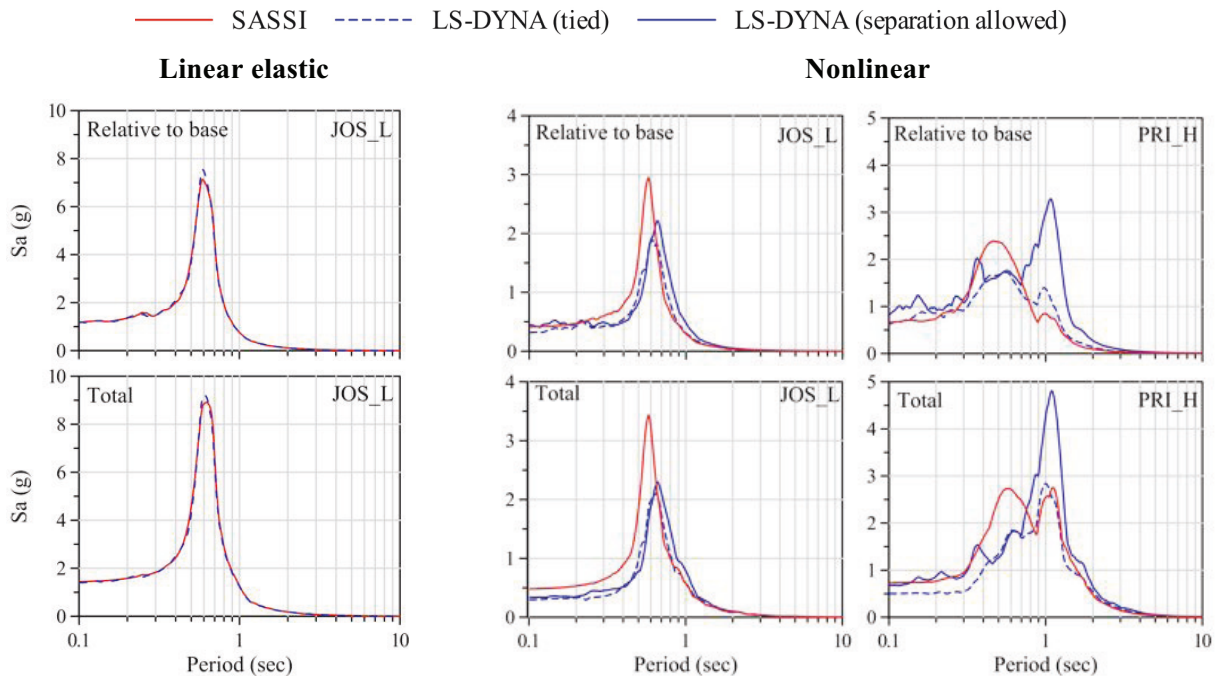 SASSI LS-DYNA (tied) LS-DYNA (separation allowed)
Linear elastic Nonlinear
10
8
6
4
2
0
Sa (g)
Relative to base JOS_L
4
3
2
1
0
Relative to base JOS_L
5
4
3
2
1
0
Relative to base PRI_H
10
8
6
4
2
0
Sa (g)
Total JOS_L
0.1 1 10
Period (sec)
4
3
2
1
0
Total JOS_L
0.1 1 10
Period (sec)
5
4
3
2
1
0
Total PRI_H
0.1 1 10
Period (sec)